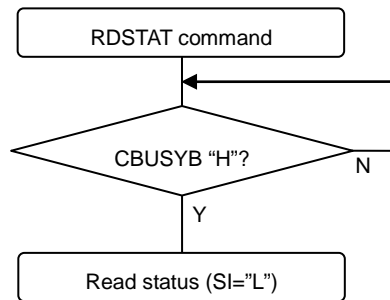 RDSTAT command
CBUSYB “H”?
N
Y
Read status (SI=”L”)